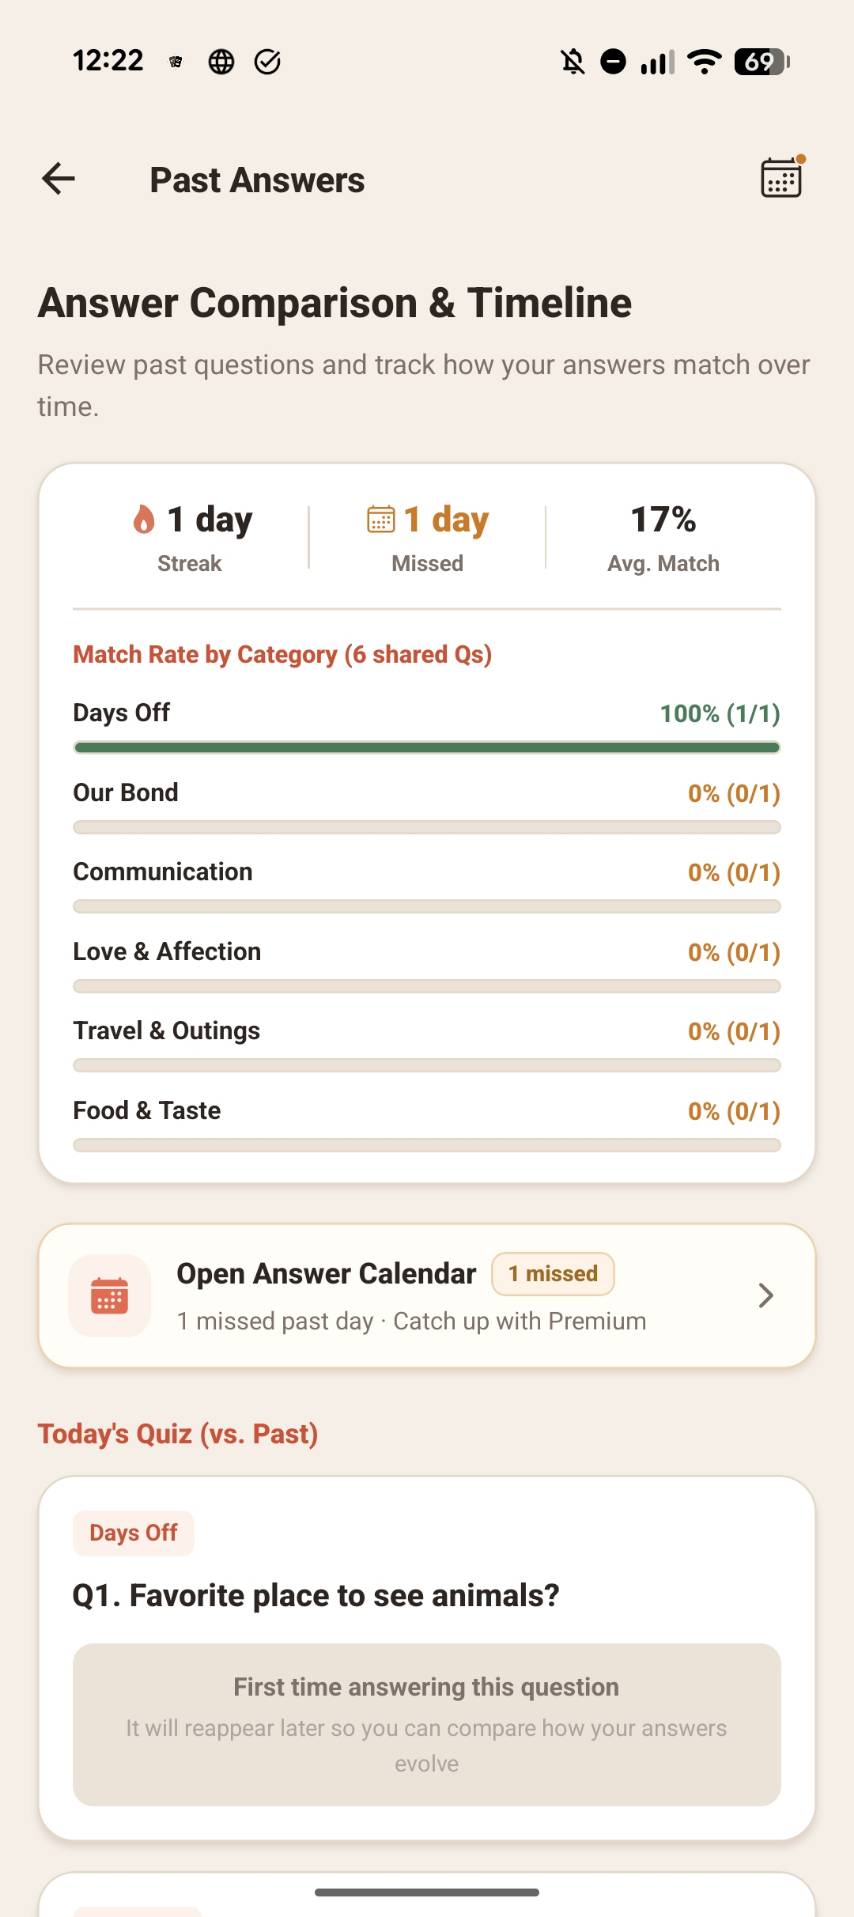 12:22
69
Past Answers
Answer Comparison & Timeline
Review past questions and track how your answers match over
time.
1 day
Streak
1 day
Missed
17%
Avg. Match
Match Rate by Category (6 shared Qs)
Days Off 100% (1/1)
Our Bond 0% (0/1)
Communication 0% (0/1)
Love & Affection 0% (0/1)
Travel & Outings 0% (0/1)
Food & Taste 0% (0/1)
Open Answer Calendar 1 missed
1 missed past day · Catch up with Premium
Today's Quiz (vs. Past)
Days Off
Q1. Favorite place to see animals?
First time answering this question
It will reappear later so you can compare how your answers
evolve